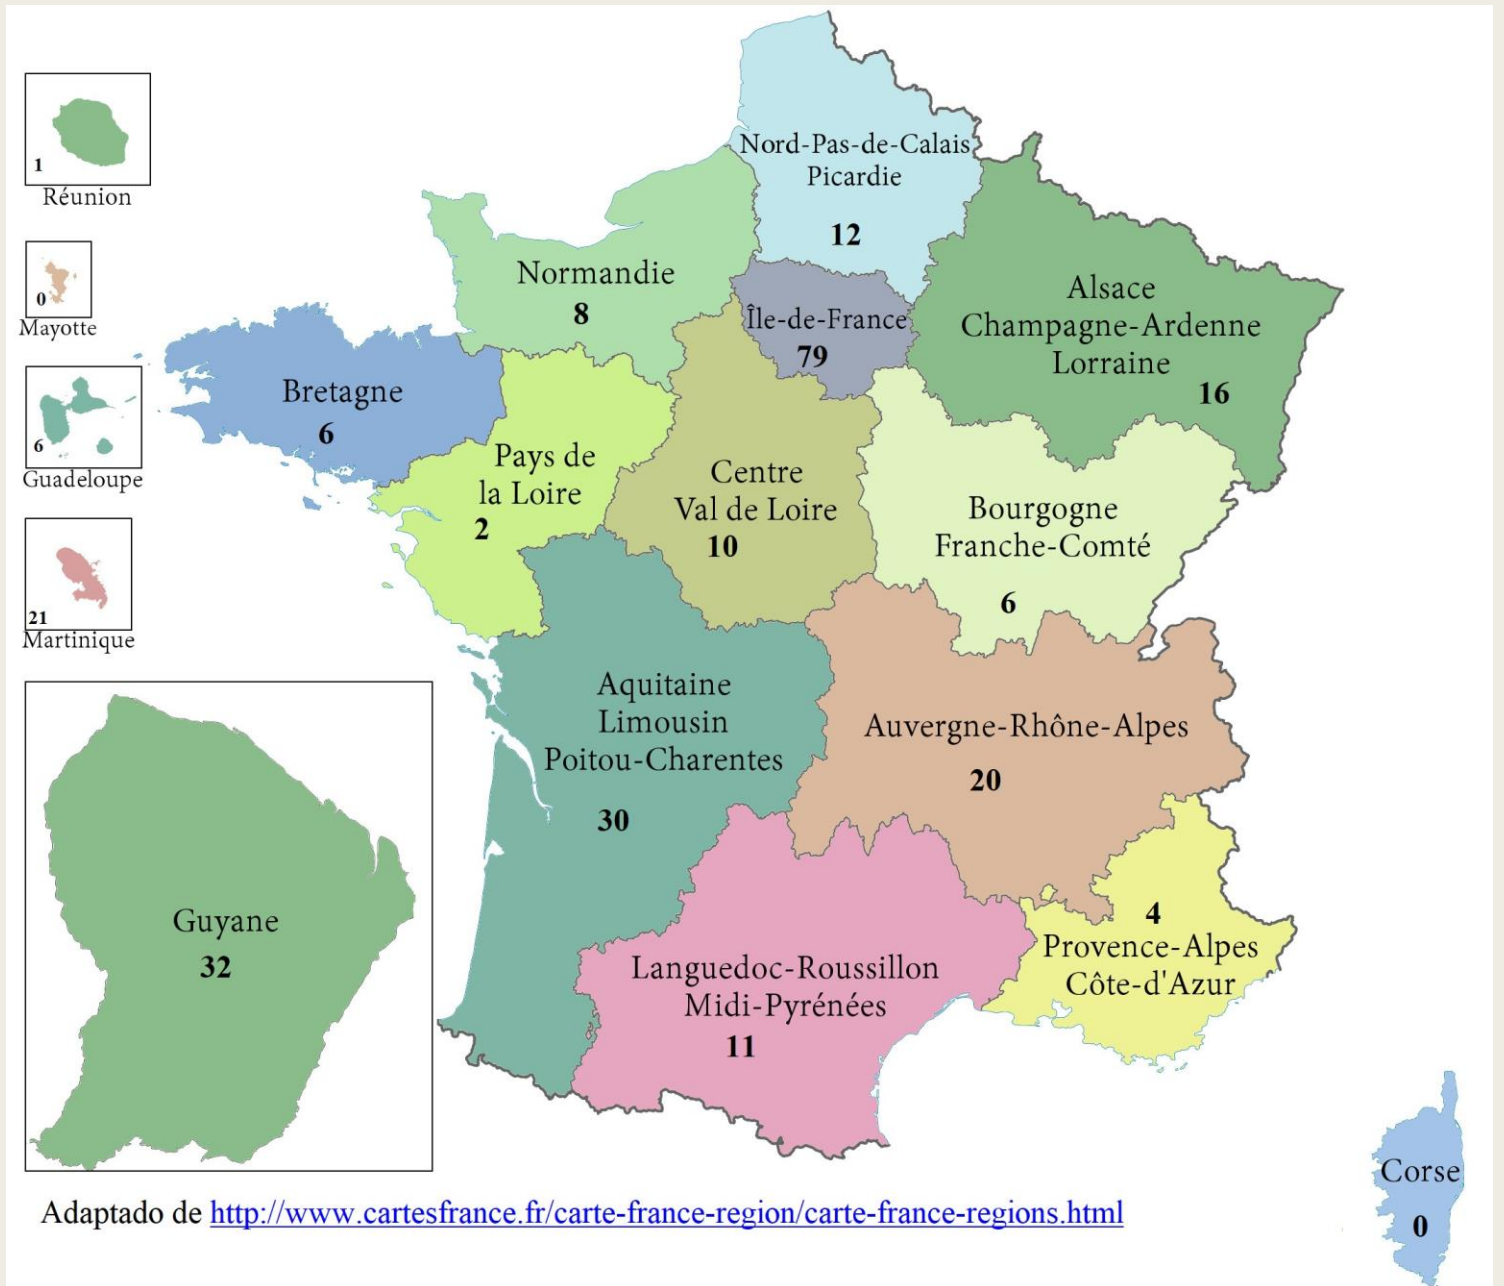 1
Réunion
0
Mayotte
6
Guadeloupe
21
Martinique
Guyane
32
Nord-Pas-de-Calais
Picardie
12
Normandie
8
Île-de-France
79
Alsace
Champagne-Ardenne
Lorraine
16
Bretagne
6
Pays de
la Loire
2
Centre
Val de Loire
10
Bourgogne
Franche-Comté
6
Aquitaine
Limousin
Poitou-Charentes
30
Auvergne-Rhône-Alpes
20
Languedoc-Roussillon
Midi-Pyrénées
11
4
Provence-Alpes
Côte-d'Azur
Corse
0
Adaptado de http://www.cartesfrance.fr/carte-france-region/carte-france-regions.html